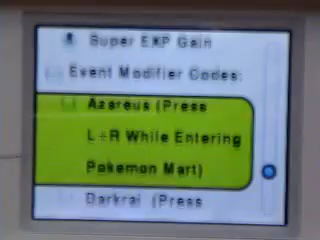 Super EXP Gain
Event Modifier Codes:
Azareus (Press
L+R While Entering
Pokemon Mart)
Darkrai (Press